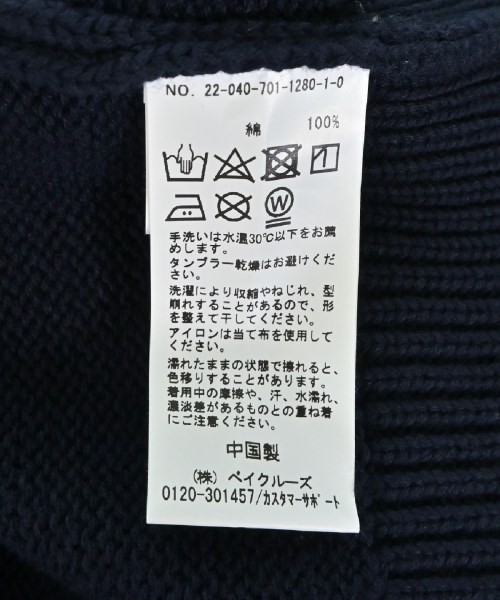 NO. 22-040-701-1280-1-0
綿 100%
W
手洗いは水温30℃以下をお薦
めします。
タンブラー乾燥はお避けくだ
さい。
洗濯により収縮やねじれ、型
崩れすることがあるので、形
を整えて干してください。
アイロンは当て布を使用して
ください。
濡れたままの状態で擦れると、
色移りすることがあります。
着用中の摩擦や、汗、水濡れ、
濃淡差があるものとの重ね着
にご注意ください。
中国製
(株) ベイクルーズ
0120-301457/カスタマーサポート